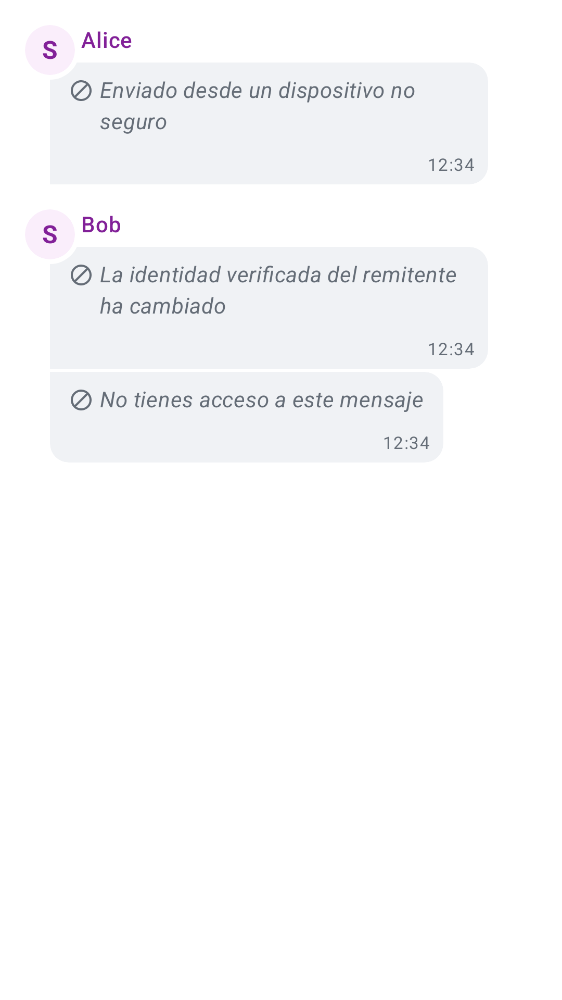 S
Alice
Enviado desde un dispositivo no
seguro
12:34
S
Bob
La identidad verificada del remitente
ha cambiado
12:34
No tienes acceso a este mensaje
12:34